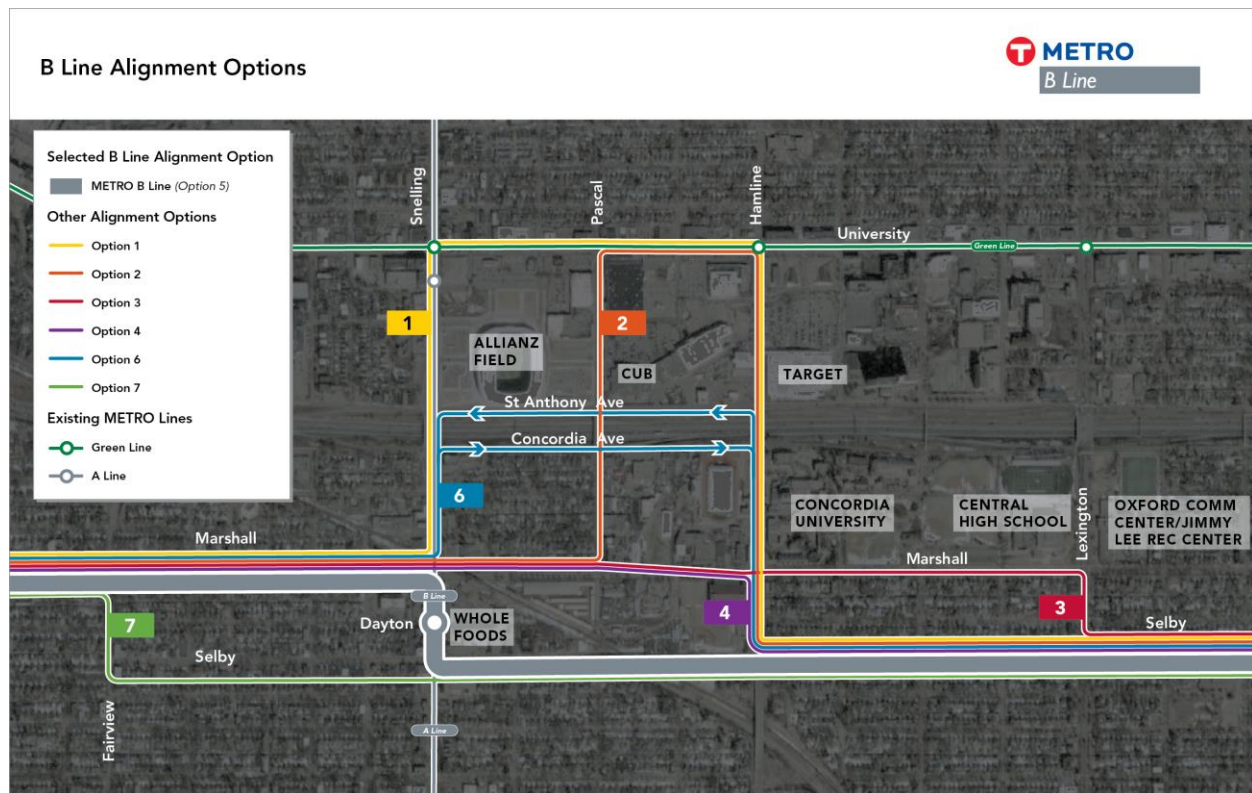 B Line Alignment Options
T METRO
B Line
Selected B Line Alignment Option
METRO B Line (Option 5)
Other Alignment Options
Option 1
Option 2
Option 3
Option 4
Option 6
Option 7
Existing METRO Lines
Green Line
A Line
Snelling
Pascal
Hamline
University
Green Line
1
2
ALLIANZ
FIELD
CUB
TARGET
St Anthony Ave
Concordia Ave
6
CONCORDIA
UNIVERSITY
CENTRAL
HIGH SCHOOL
Lexington
OXFORD COMM
CENTER/JIMMY
LEE REC CENTER
Marshall
Marshall
B Line
7
Dayton
WHOLE
FOODS
4
3
Selby
Selby
Fairview
A Line